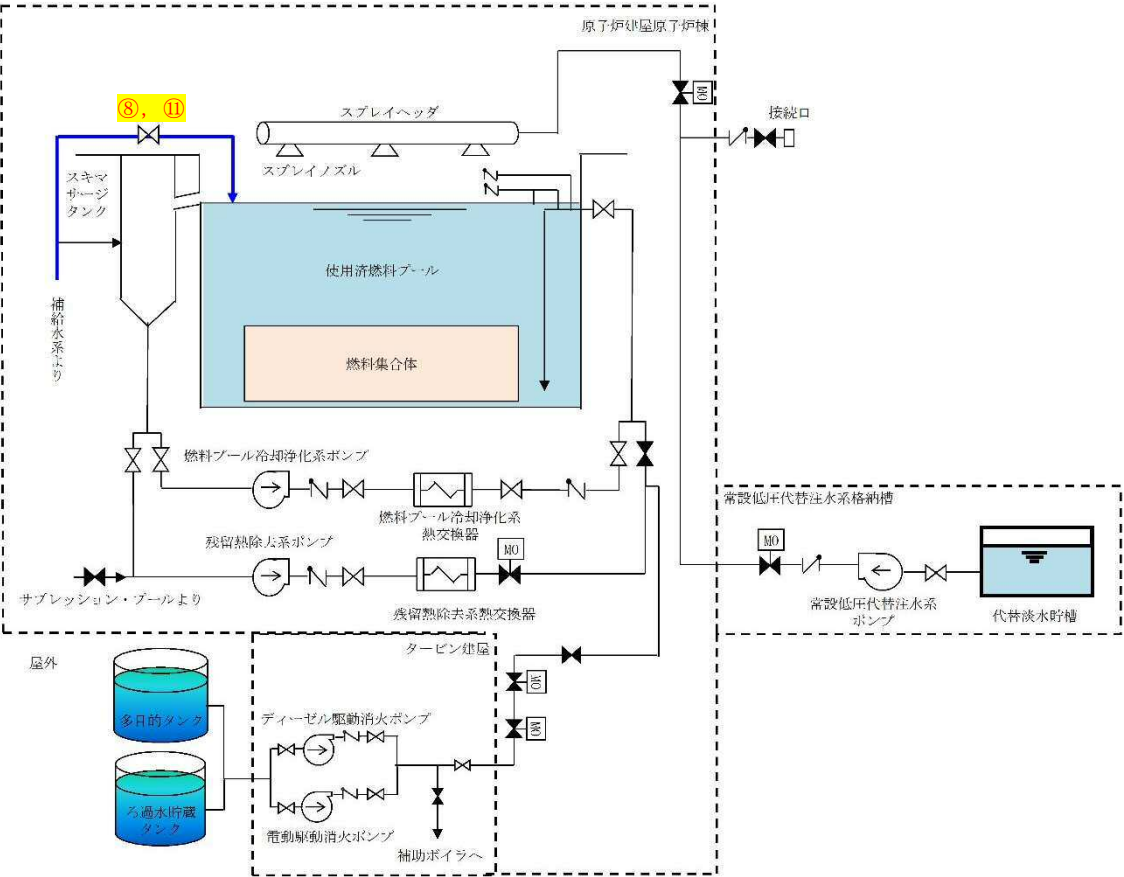 原子炉建屋原子炉棟
⑧，⑪
スプレイヘッダ
MO
接続口
スプレイノズル
スキマ
サージ
タンク
使用済燃料プール
補給水系より
燃料集合体
燃料プール冷却浄化系ポンプ
燃料プール冷却浄化系
熱交換器
常設低圧代替注水系格納槽
残留熱除去系ポンプ
MO
MO
サプレッション・プールより
残留熱除去系熱交換器
常設低圧代替注水系
ポンプ
代替淡水貯槽
タービン建屋
屋外
MO
多目的タンク
ディーゼル駆動消火ポンプ
MO
ろ過水貯蔵
タンク
電動駆動消火ポンプ
補助ボイラへ